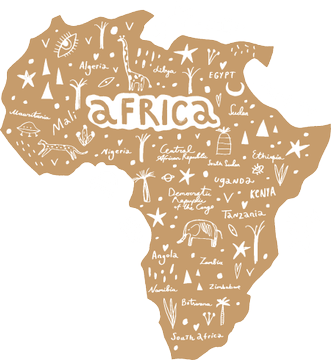 Algeria
Libya
EGYPT
Mauritania
Mali
AFRICA
Sudan
Nigeria
Central
African Republic
South Sudan
Ethiopia
UGANDA
KENYA
Democratic
Republic
of the Congo
Tanzania
Angola
Zambia
Namibia
Zimbabwe
Botswana
South Africa